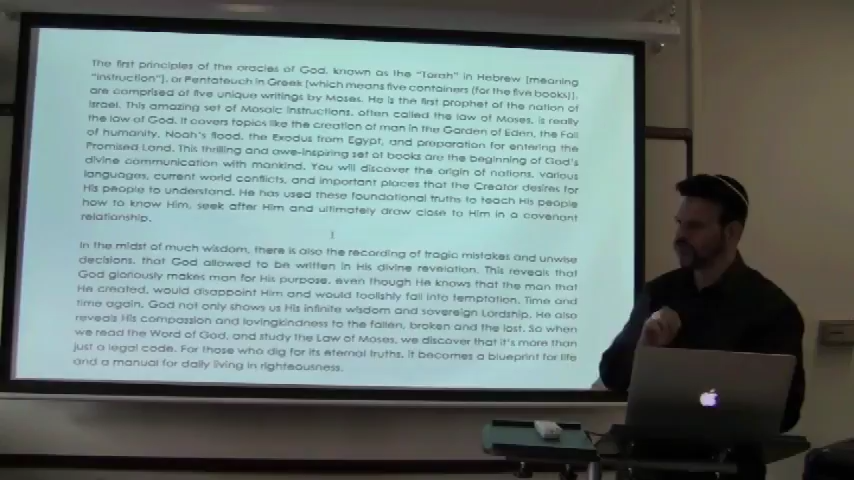 The first principles of the oracles of God, known as the "Torah" in Hebrew [meaning
"instruction"], or Pentateuch in Greek [which means five containers (for the five books)],
are comprised of five unique writings by Moses. He is the first prophet of the nation of
Israel. This amazing set of Mosaic instructions, often called the law of Moses, is really
the law of God. It covers topics like the creation of man in the Garden of Eden, the Fall
of humanity, Noah's flood, the Exodus from Egypt, and preparation for entering the
Promised Land. This thrilling and awe-inspiring set of books are the beginning of God's
divine communication with mankind. You will discover the origin of nations, various
languages, current world conflicts, and important places that the Creator desires for
His people to understand. He has used these foundational truths to teach His people
how to know Him, seek after Him and ultimately draw close to Him in a covenant
relationship.
In the midst of much wisdom, there is also the recording of tragic mistakes and unwise
decisions, that God allowed to be written in His divine revelation. This reveals that
God gloriously makes man for His purpose, even though He knows that the man that
He created, would disappoint Him and would foolishly fall into temptation. Time and
time again, God not only shows us His infinite wisdom and sovereign Lordship, He also
reveals His compassion and lovingkindness to the fallen, broken and the lost. So when
we read the Word of God, and study the Law of Moses, we discover that it's more than
just a legal code. For those who dig for its eternal truths, it becomes a blueprint for life
and a manual for daily living in righteousness.